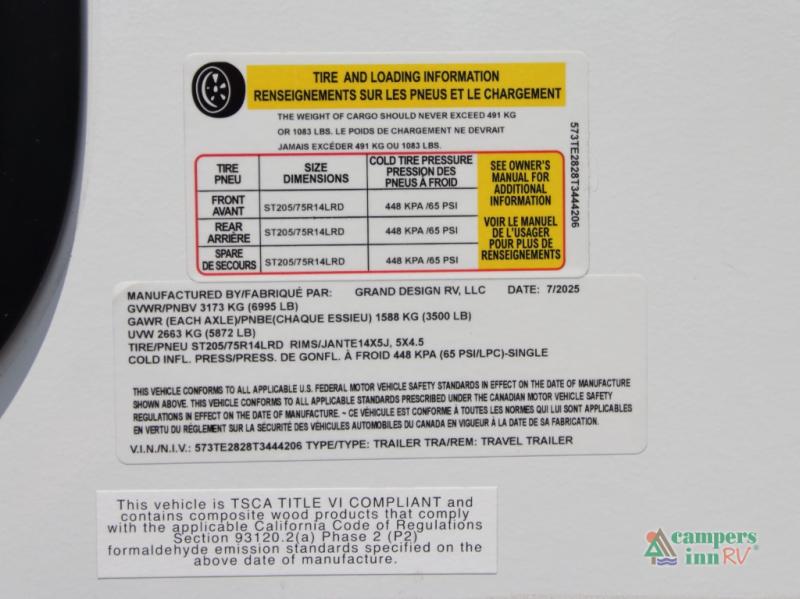 TIRE AND LOADING INFORMATION
RENSEIGNEMENTS SUR LES PNEUS ET LE CHARGEMENT
THE WEIGHT OF CARGO SHOULD NEVER EXCEED 491 KG
OR 1083 LBS. LE POIDS DE CHARGEMENT NE DEVRAIT
JAMAIS EXCÉDER 491 KG OU 1083 LBS.
TIRE PNEU SIZE DIMENSIONS COLD TIRE PRESSURE PRESSION DES PNEUS À FROID
FRONT AVANT ST205/75R14LRD 448 KPA /65 PSI
REAR ARRIÈRE ST205/75R14LRD 448 KPA /65 PSI
SPARE DE SECOURS ST205/75R14LRD 448 KPA /65 PSI
SEE OWNER'S
MANUAL FOR
ADDITIONAL
INFORMATION
VOIR LE MANUEL
DE L'USAGER
POUR PLUS DE
RENSEIGNEMENTS
573TE2828T3444206
MANUFACTURED BY/FABRIQUÉ PAR: GRAND DESIGN RV, LLC DATE: 7/2025
GVWR/PNBV 3173 KG (6995 LB)
GAWR (EACH AXLE)/PNBE(CHAQUE ESSIEU) 1588 KG (3500 LB)
UVW 2663 KG (5872 LB)
TIRE/PNEU ST205/75R14LRD RIMS/JANTE14X5J, 5X4.5
COLD INFL. PRESS/PRESS. DE GONFL. À FROID 448 KPA (65 PSI/LPC)-SINGLE
THIS VEHICLE CONFORMS TO ALL APPLICABLE U.S. FEDERAL MOTOR VEHICLE SAFETY STANDARDS IN EFFECT ON THE DATE OF MANUFACTURE
SHOWN ABOVE. THIS VEHICLE CONFORMS TO ALL APPLICABLE STANDARDS PRESCRIBED UNDER THE CANADIAN MOTOR VEHICLE SAFETY
REGULATIONS IN EFFECT ON THE DATE OF MANUFACTURE. ~ CE VÉHICULE EST CONFORME À TOUTES LES NORMES QUI LUI SONT APPLICABLES
EN VERTU DU RÈGLEMENT SUR LA SÉCURITÉ DES VÉHICULES AUTOMOBILES DU CANADA EN VIGUEUR À LA DATE DE SA FABRICATION.
V.I.N./N.I.V.: 573TE2828T3444206 TYPE/TYPE: TRAILER TRA/REM: TRAVEL TRAILER
This vehicle is TSCA TITLE VI COMPLIANT and
contains composite wood products that comply
with the applicable California Code of Regulations
Section 93120.2(a) Phase 2 (P2)
formaldehyde emission standards specified on the
above date of manufacture.
campers
inn RV®